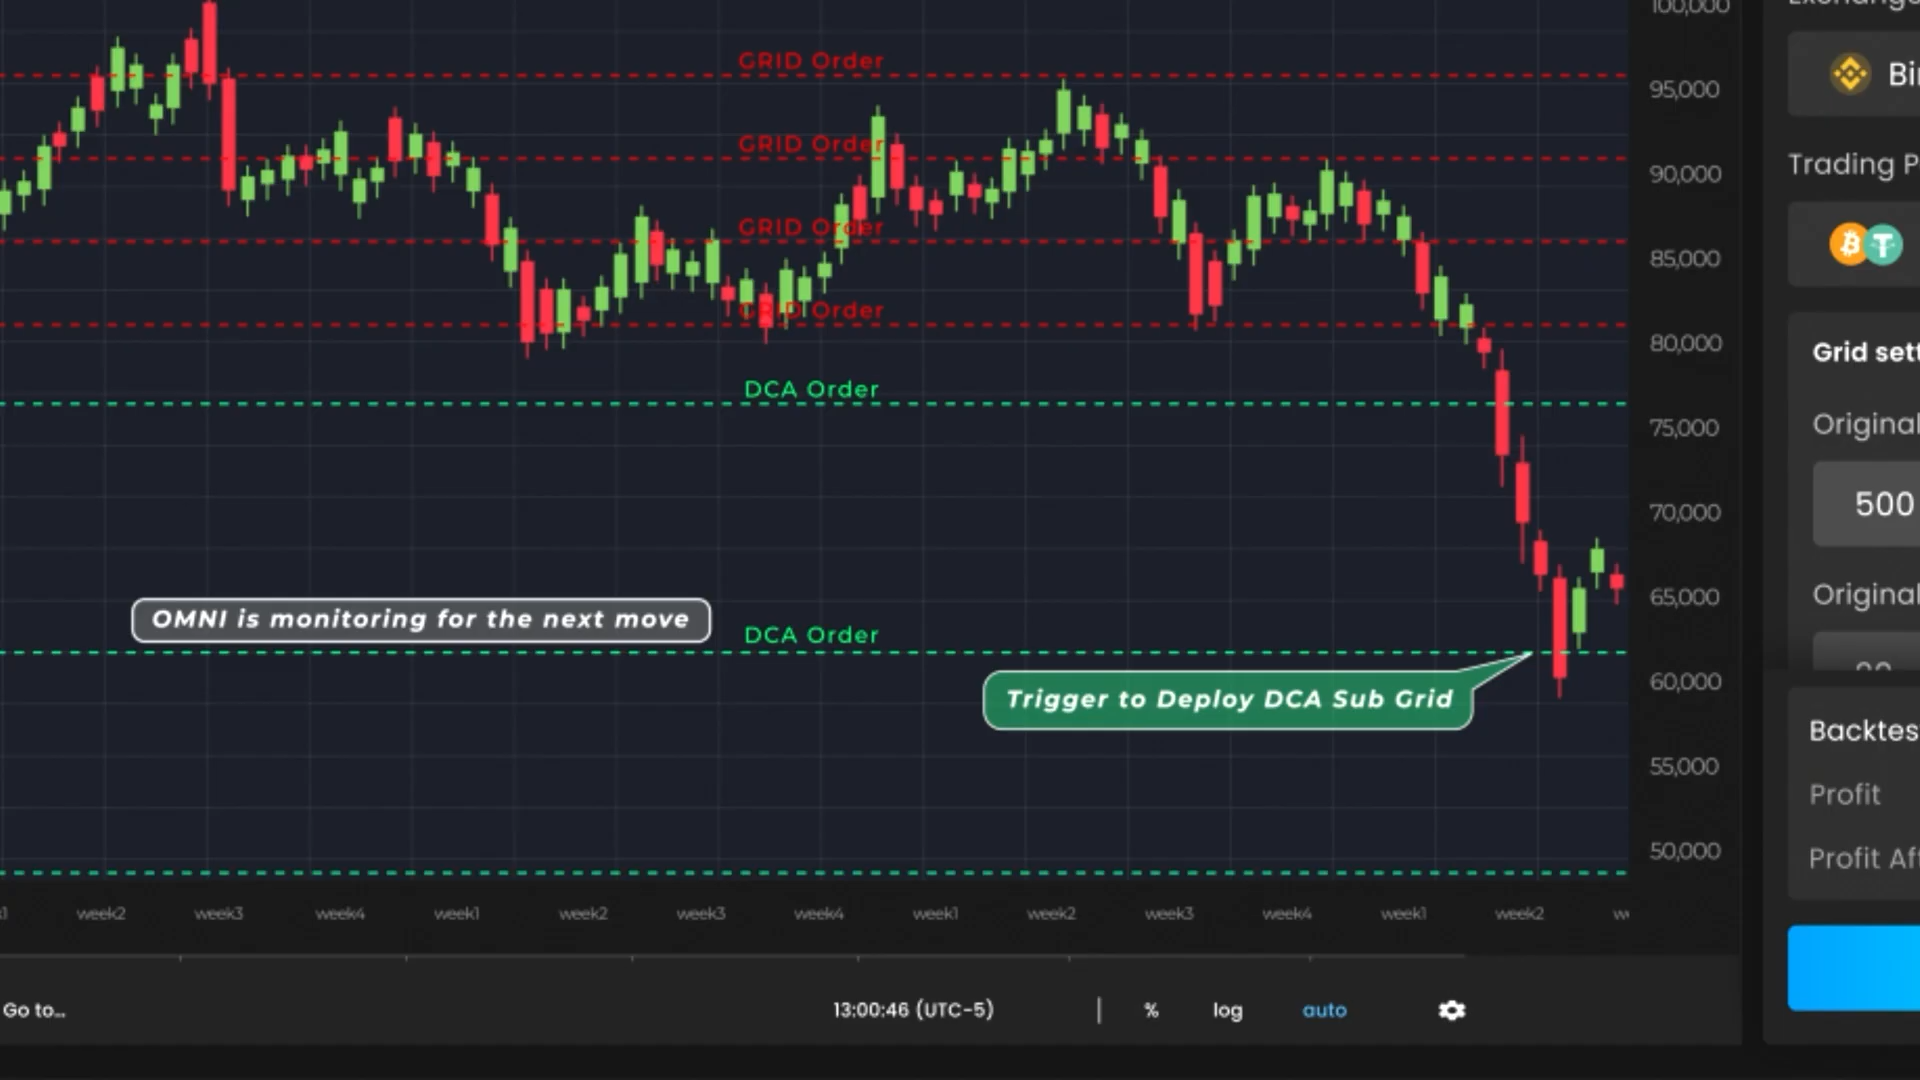 100,000
GRID Order
95,000
GRID Order
90,000
GRID Order
85,000
GRID Order
80,000
DCA Order
75,000
70,000
65,000
OMNI is monitoring for the next move
DCA Order
Trigger to Deploy DCA Sub Grid
60,000
55,000
50,000
week2 week3 week4 week1 week2 week3 week4 week1 week2 week3 week4 week1 week2
Go to...
13:00:46 (UTC-5)
% log auto
Trading P
Grid sett
Original
500
Original
Backtes
Profit
Profit Af